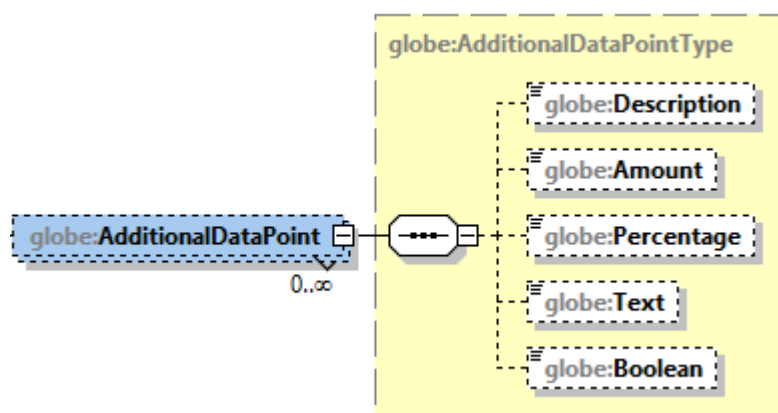 globe:AdditionalDataPointType
globe:Description
globe:Amount
globe:AdditionalDataPoint
globe:Percentage
0..∞
globe:Text
globe:Boolean